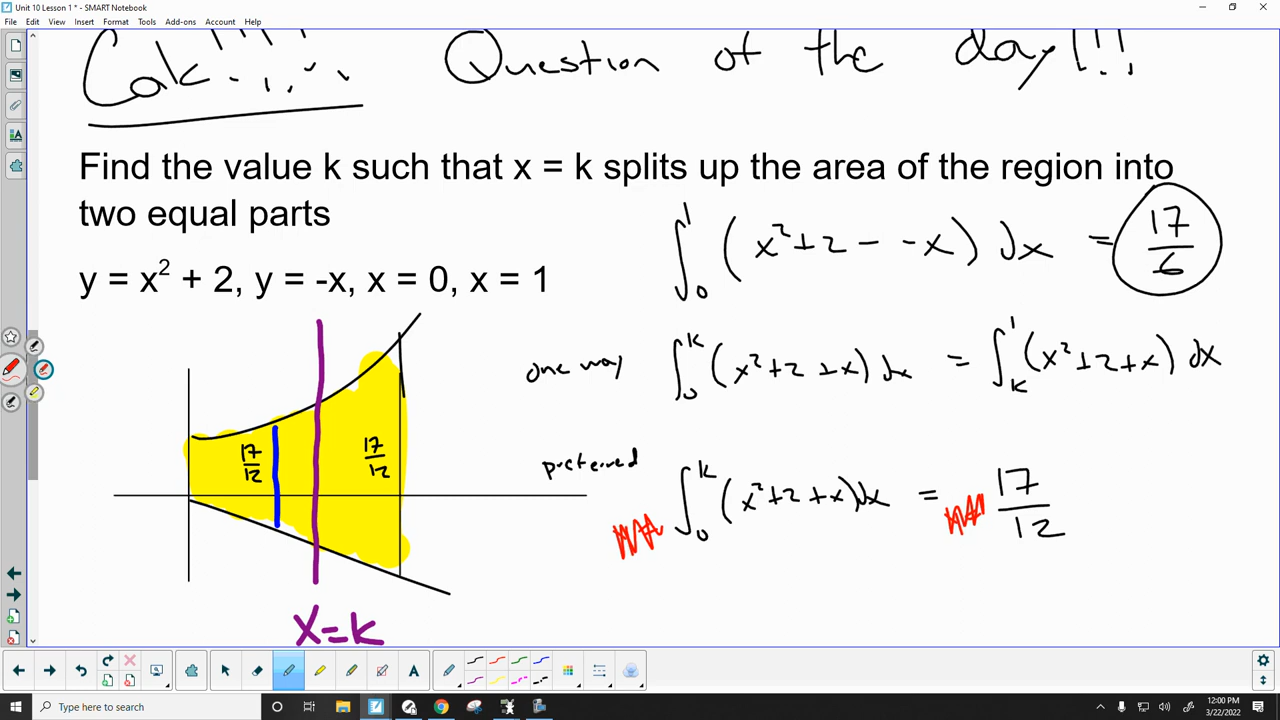 Unit 10 Lesson 1 * - SMART Notebook
File Edit View Insert Format Tools Add-ons Account Help
Calc Question of the day!!!
Find the value k such that x = k splits up the area of the region into
two equal parts
∫₀¹ (x²+2 - -x) dx = 17/6
y = x² + 2, y = -x, x = 0, x = 1
one way ∫₀ᵏ (x²+2+x) dx = ∫ₖ¹ (x²+2+x) dx
17/12 17/12
preferred ∫₀ᵏ (x²+2+x)dx = 17/12
x=k
A
Type here to search
12:00 PM
3/22/2022